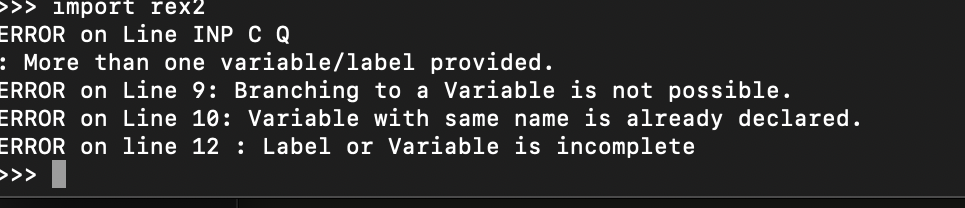 >>> import rex2
ERROR on Line INP C Q
: More than one variable/label provided.
ERROR on Line 9: Branching to a Variable is not possible.
ERROR on Line 10: Variable with same name is already declared.
ERROR on line 12 : Label or Variable is incomplete
>>>